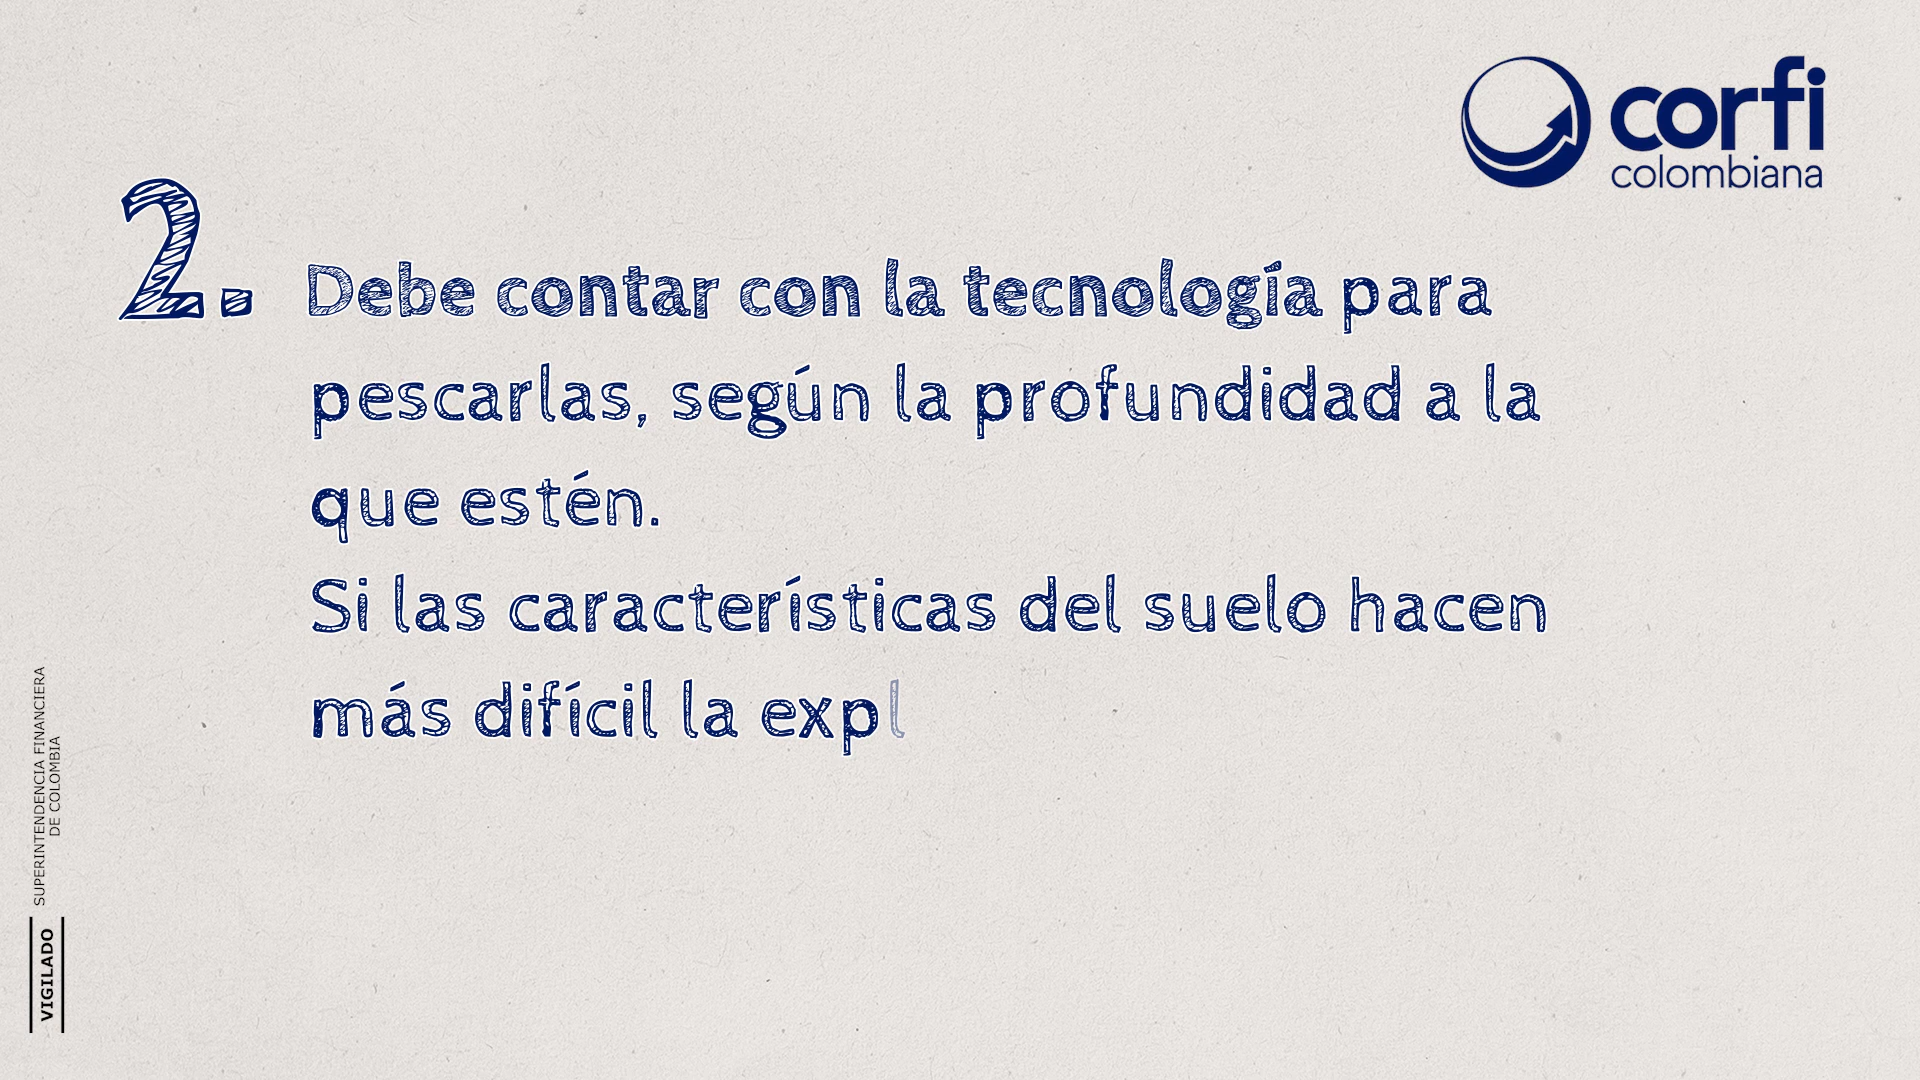 corfi
colombiana
2. Debe contar con la tecnología para
pescarlas, según la profundidad a la
que estén.
Si las características del suelo hacen
más difícil la expl
VIGILADO SUPERINTENDENCIA FINANCIERA
DE COLOMBIA